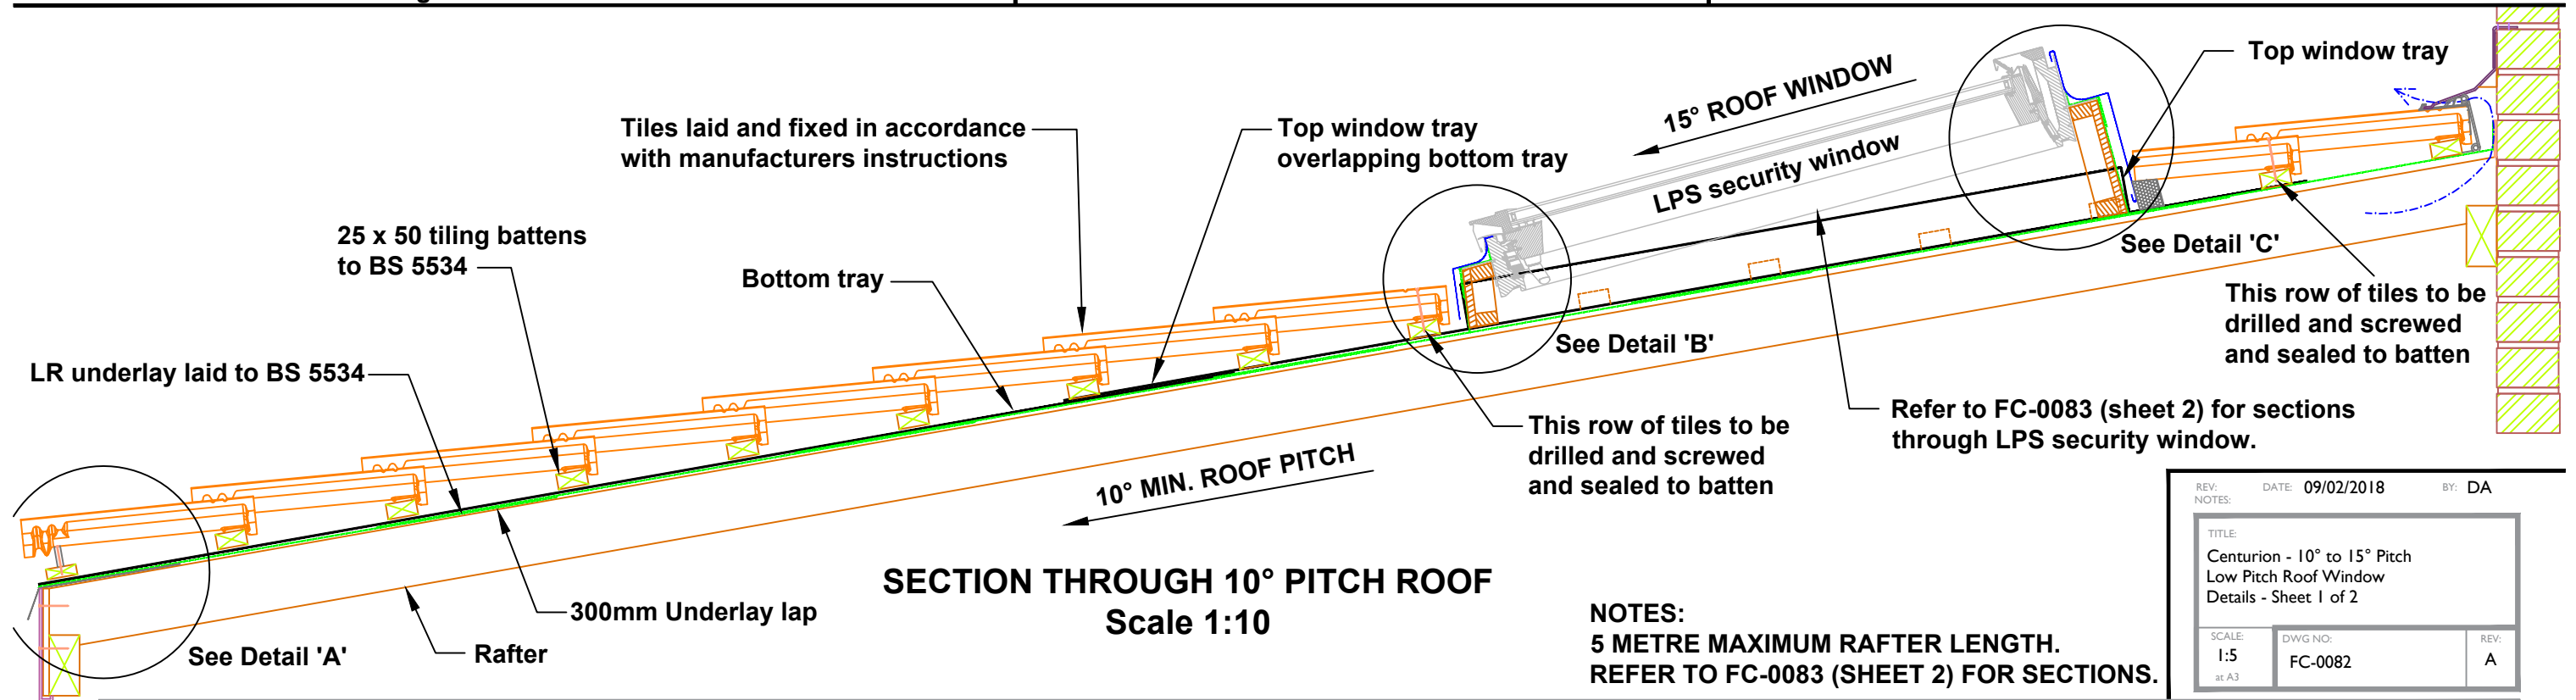 Top window tray
15° ROOF WINDOW
Tiles laid and fixed in accordance
with manufacturers instructions
Top window tray
overlapping bottom tray
LPS security window
25 x 50 tiling battens
to BS 5534
Bottom tray
See Detail 'C'
This row of tiles to be
drilled and screwed
and sealed to batten
See Detail 'B'
LR underlay laid to BS 5534
Refer to FC-0083 (sheet 2) for sections
through LPS security window.
This row of tiles to be
drilled and screwed
and sealed to batten
10° MIN. ROOF PITCH
300mm Underlay lap
See Detail 'A'
Rafter
SECTION THROUGH 10° PITCH ROOF
Scale 1:10
NOTES:
5 METRE MAXIMUM RAFTER LENGTH.
REFER TO FC-0083 (SHEET 2) FOR SECTIONS.
REV: DATE: 09/02/2018 BY: DA
NOTES:
TITLE:
Centurion - 10° to 15° Pitch
Low Pitch Roof Window
Details - Sheet 1 of 2
SCALE: DWG NO: REV:
1:5 FC-0082 A
at A3